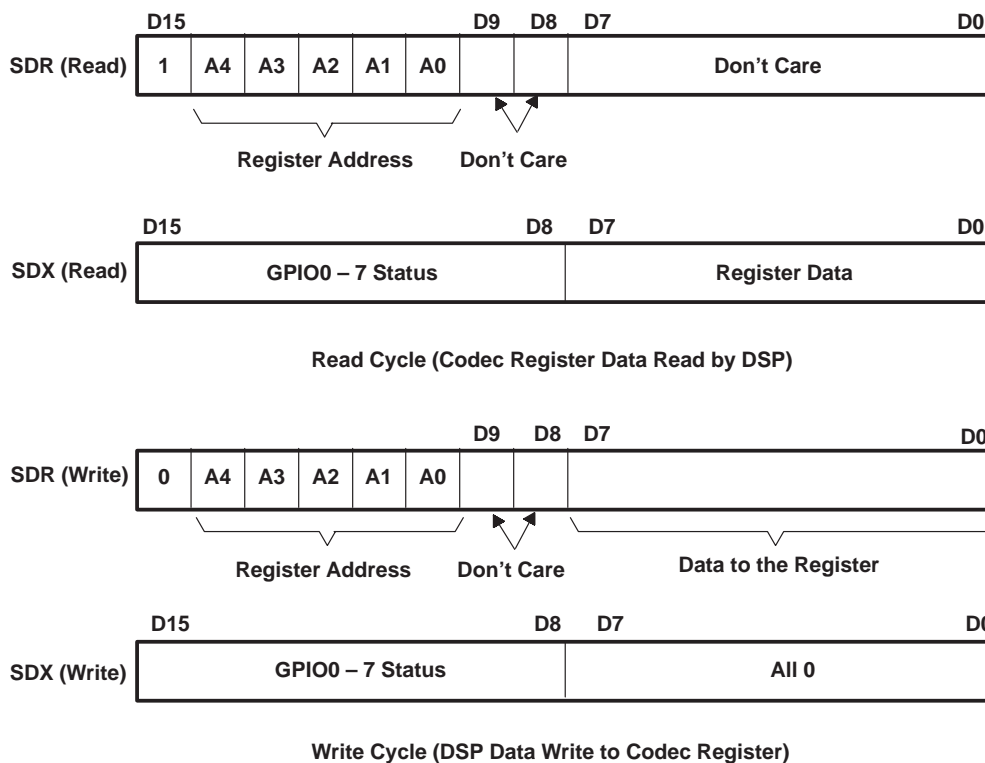 D15 D9 D8 D7 D0
SDR (Read) 1 A4 A3 A2 A1 A0 Don't Care
Register Address Don't Care
D15 D8 D7 D0
SDX (Read) GPIO0 – 7 Status Register Data
Read Cycle (Codec Register Data Read by DSP)
D9 D8 D7 D0
SDR (Write) 0 A4 A3 A2 A1 A0
Register Address Don't Care Data to the Register
D15 D8 D7 D0
SDX (Write) GPIO0 – 7 Status All 0
Write Cycle (DSP Data Write to Codec Register)